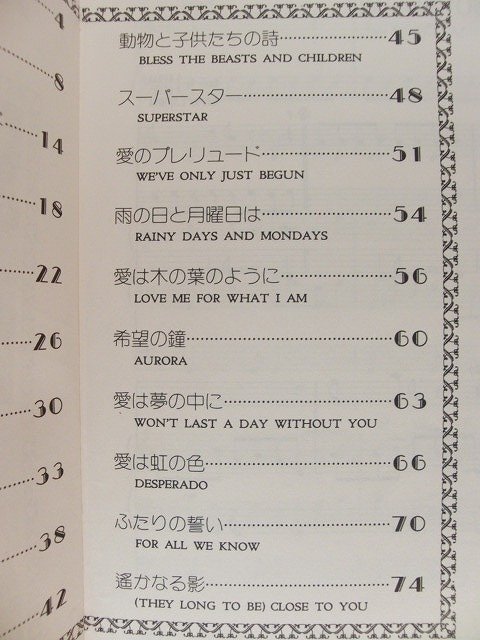 4
8
14
18
22
26
30
33
38
42
動物と子供たちの詩……………45
BLESS THE BEASTS AND CHILDREN
スーパースター……………48
SUPERSTAR
愛のプレリュード……………51
WE'VE ONLY JUST BEGUN
雨の日と月曜日は……………54
RAINY DAYS AND MONDAYS
愛は木の葉のように……………56
LOVE ME FOR WHAT I AM
希望の鐘……………60
AURORA
愛は夢の中に……………63
WON'T LAST A DAY WITHOUT YOU
愛は虹の色……………66
DESPERADO
ふたりの誓い……………70
FOR ALL WE KNOW
遙かなる影……………74
(THEY LONG TO BE) CLOSE TO YOU